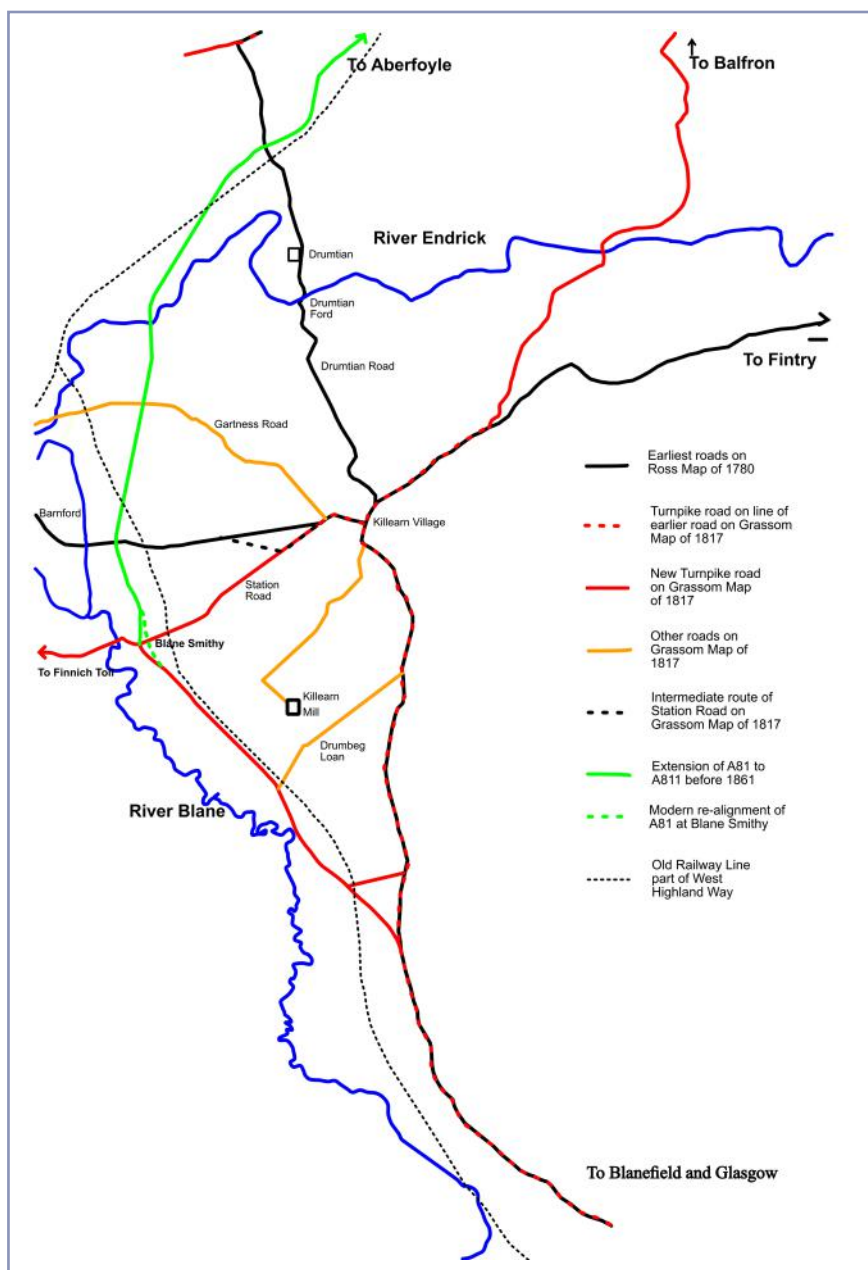 To Aberfoyle
To Balfron
River Endrick
Drumtian
Drumtian
Ford
Drumtian Road
To Fintry
Gartness Road
Barnford
Killearn Village
Station
Road
Blane Smithy
To Finnich Toll
Killearn
Mill
Drumbeg
Loan
River Blane
Earliest roads on
Ross Map of 1780
Turnpike road on line of
earlier road on Grassom
Map of 1817
New Turnpike road
on Grassom Map
of 1817
Other roads on
Grassom Map of
1817
Intermediate route of
Station Road on
Grassom Map of 1817
Extension of A81 to
A811 before 1861
Modern re-alignment of
A81 at Blane Smithy
Old Railway Line
part of West
Highland Way
To Blanefield and Glasgow